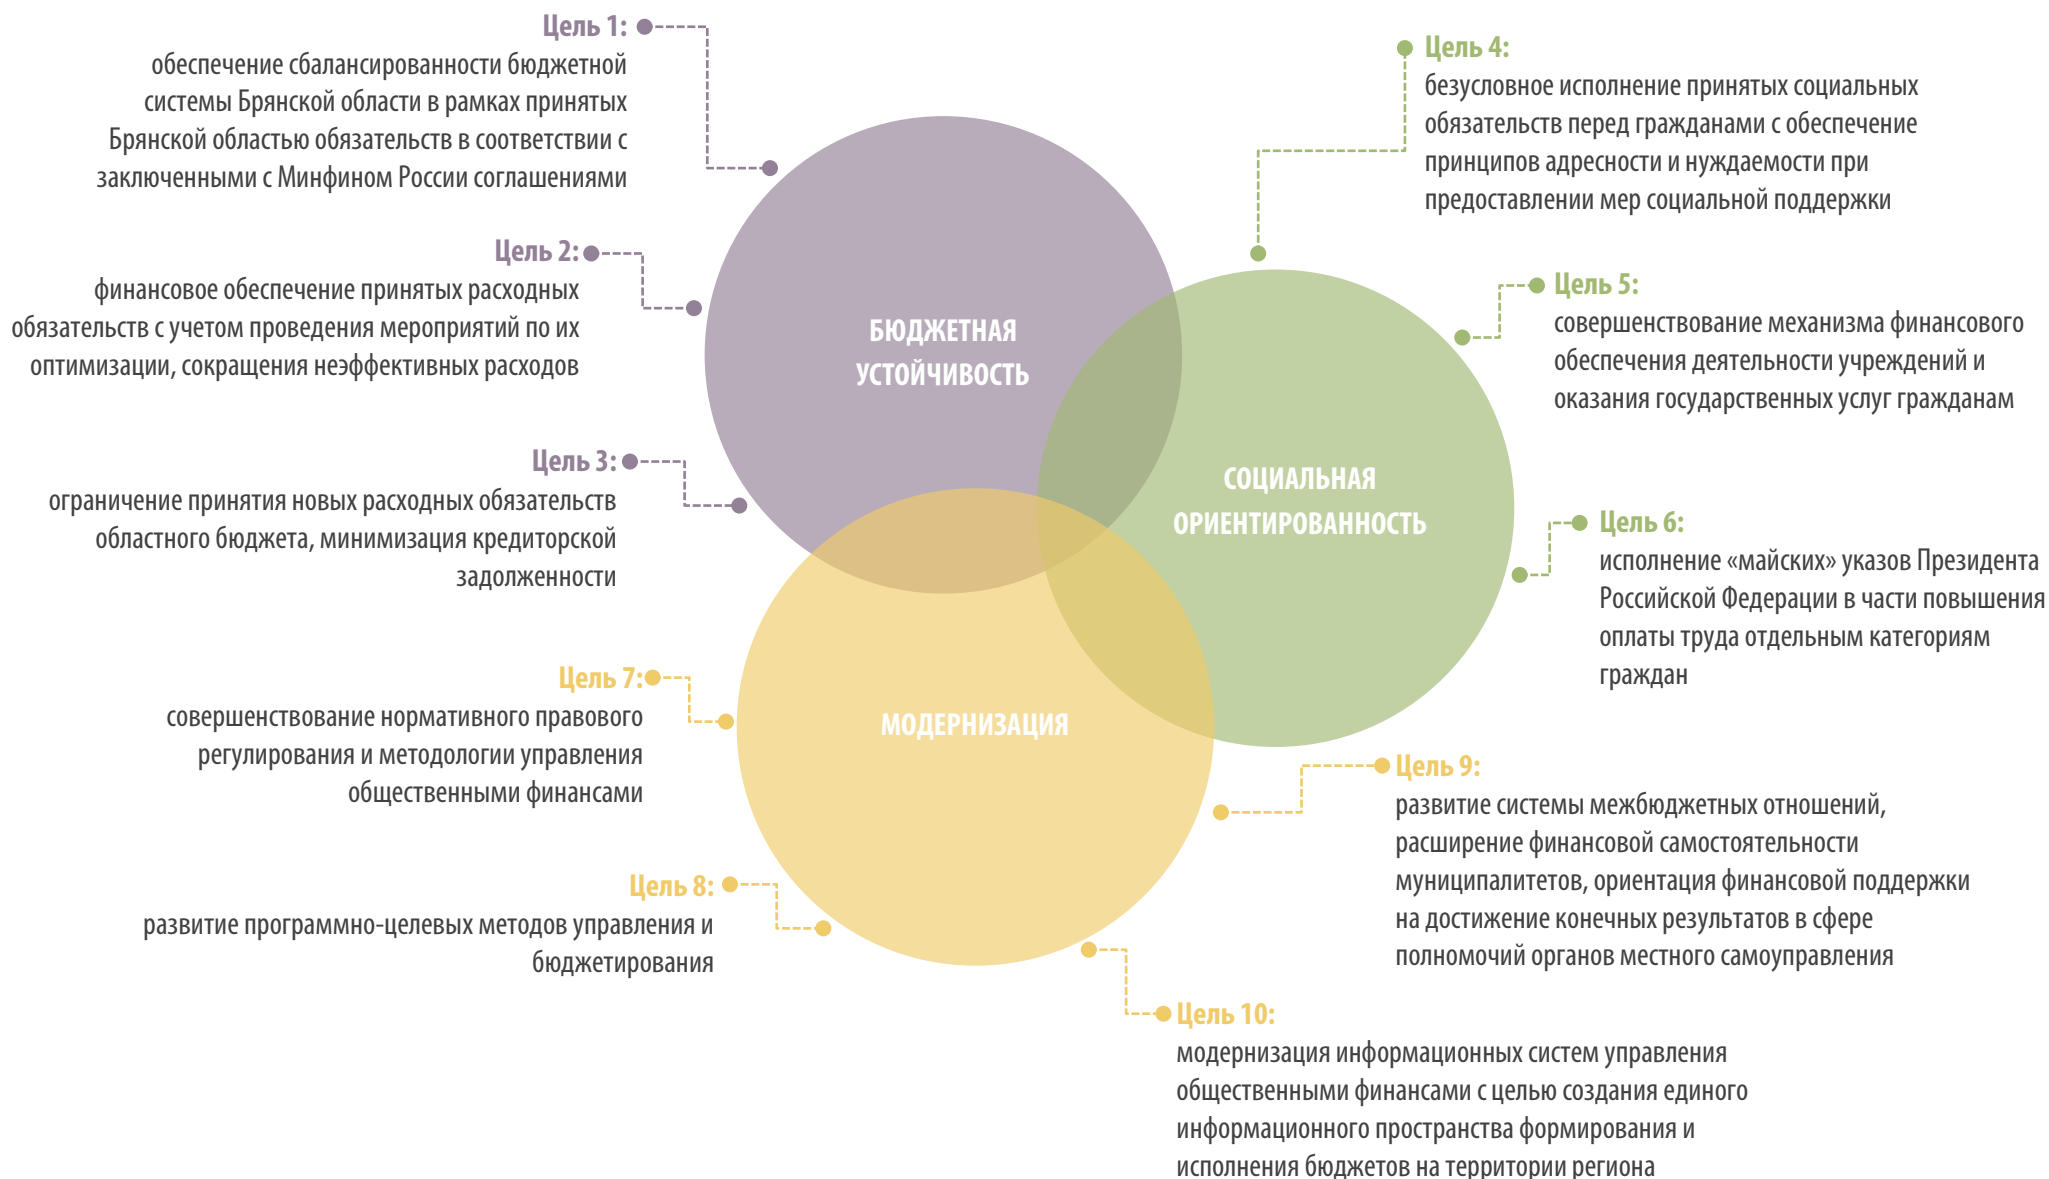 Цель 1:
обеспечение сбалансированности бюджетной
системы Брянской области в рамках принятых
Брянской областью обязательств в соответствии с
заключенными с Минфином России соглашениями
Цель 2:
финансовое обеспечение принятых расходных
обязательств с учетом проведения мероприятий по их
оптимизации, сокращения неэффективных расходов
Цель 3:
ограничение принятия новых расходных обязательств
областного бюджета, минимизация кредиторской
задолженности
БЮДЖЕТНАЯ
УСТОЙЧИВОСТЬ
Цель 4:
безусловное исполнение принятых социальных
обязательств перед гражданами с обеспечение
принципов адресности и нуждаемости при
предоставлении мер социальной поддержки
Цель 5:
совершенствование механизма финансового
обеспечения деятельности учреждений и
оказания государственных услуг гражданам
СОЦИАЛЬНАЯ
ОРИЕНТИРОВАННОСТЬ
Цель 6:
исполнение «майских» указов Президента
Российской Федерации в части повышения
оплаты труда отдельным категориям
граждан
Цель 7:
совершенствование нормативного правового
регулирования и методологии управления
общественными финансами
МОДЕРНИЗАЦИЯ
Цель 8:
развитие программно-целевых методов управления и
бюджетирования
Цель 9:
развитие системы межбюджетных отношений,
расширение финансовой самостоятельности
муниципалитетов, ориентация финансовой поддержки
на достижение конечных результатов в сфере
полномочий органов местного самоуправления
Цель 10:
модернизация информационных систем управления
общественными финансами с целью создания единого
информационного пространства формирования и
исполнения бюджетов на территории региона